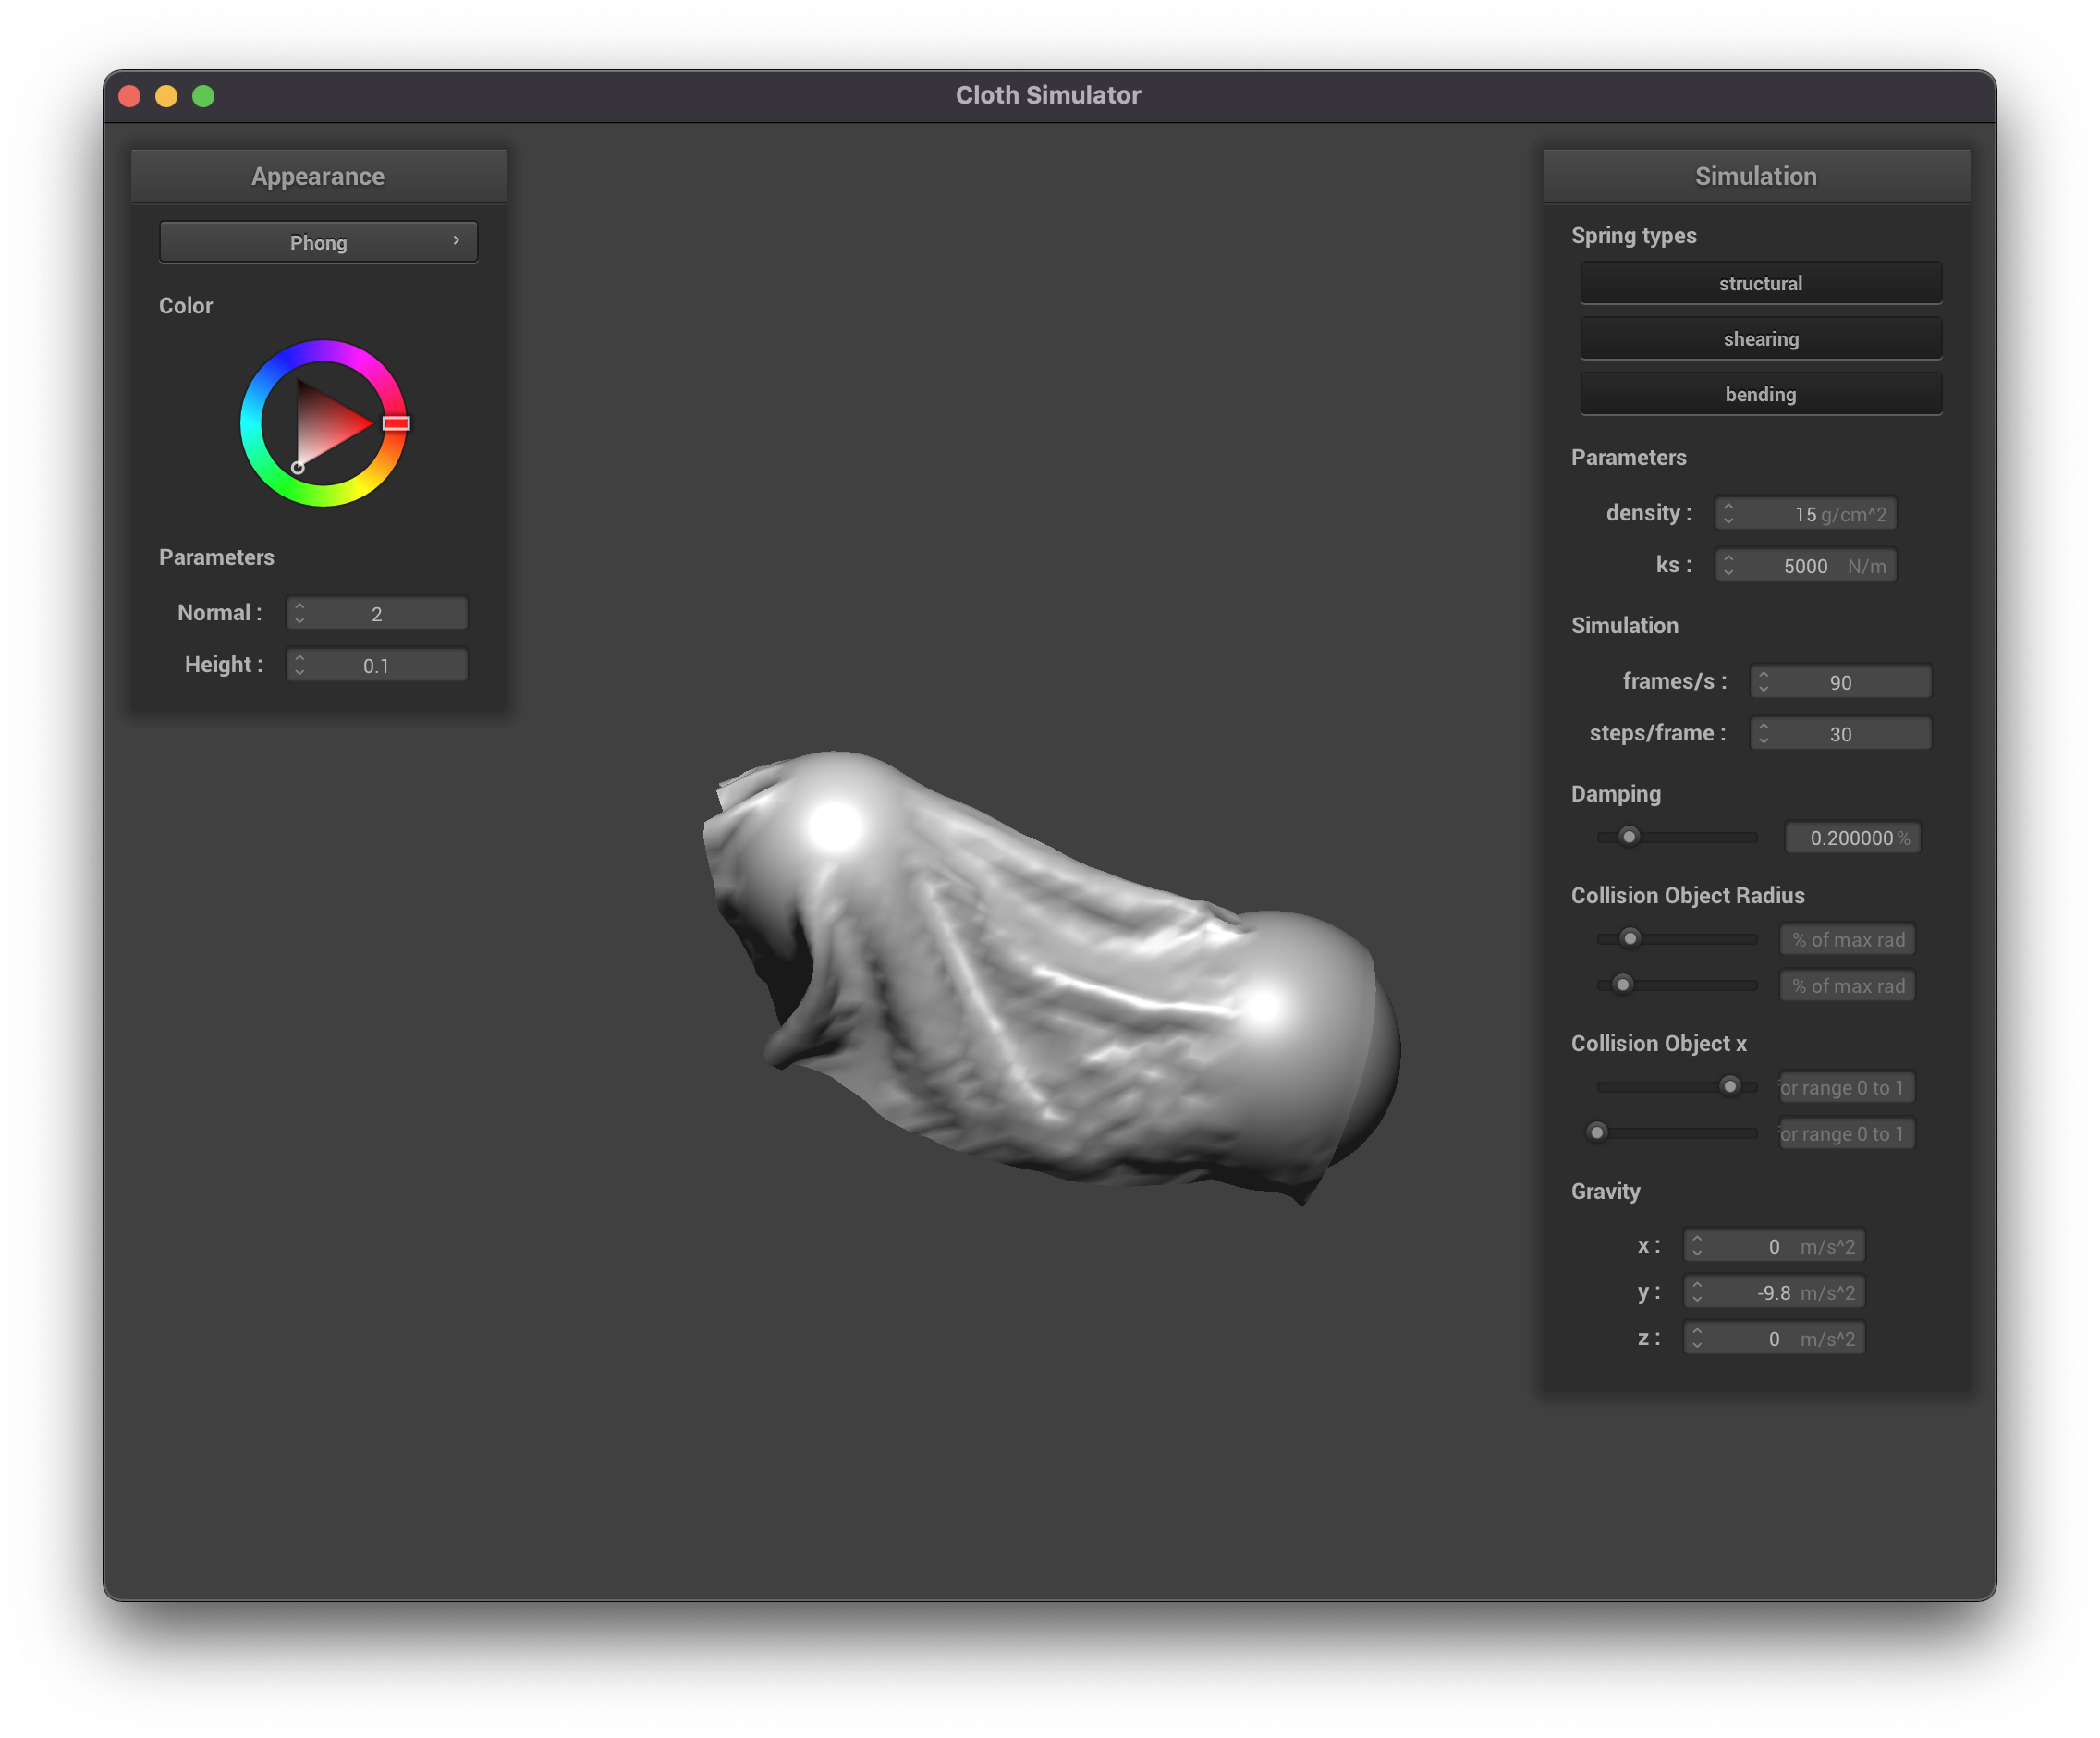 Cloth Simulator
Appearance
Phong
Color
Parameters
Normal : 2
Height : 0.1
Simulation
Spring types
structural
shearing
bending
Parameters
density : 15 g/cm^2
ks : 5000 N/m
Simulation
frames/s : 90
steps/frame : 30
Damping
0.200000 %
Collision Object Radius
% of max rad
% of max rad
Collision Object x
or range 0 to 1
or range 0 to 1
Gravity
x : 0 m/s^2
y : -9.8 m/s^2
z : 0 m/s^2